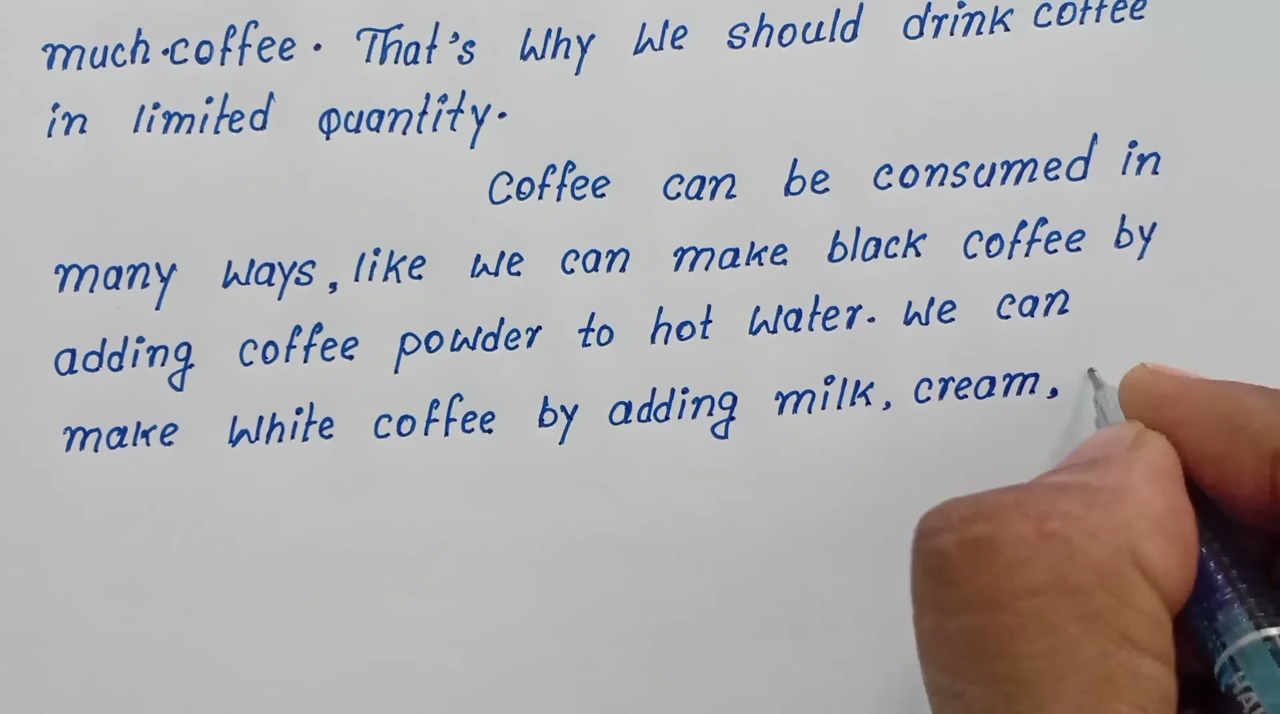 much coffee. That's Why We should drink coffee
in limited quantity.
Coffee can be consumed in
many ways, like we can make black coffee by
adding coffee powder to hot water. We can
make White coffee by adding milk, cream,